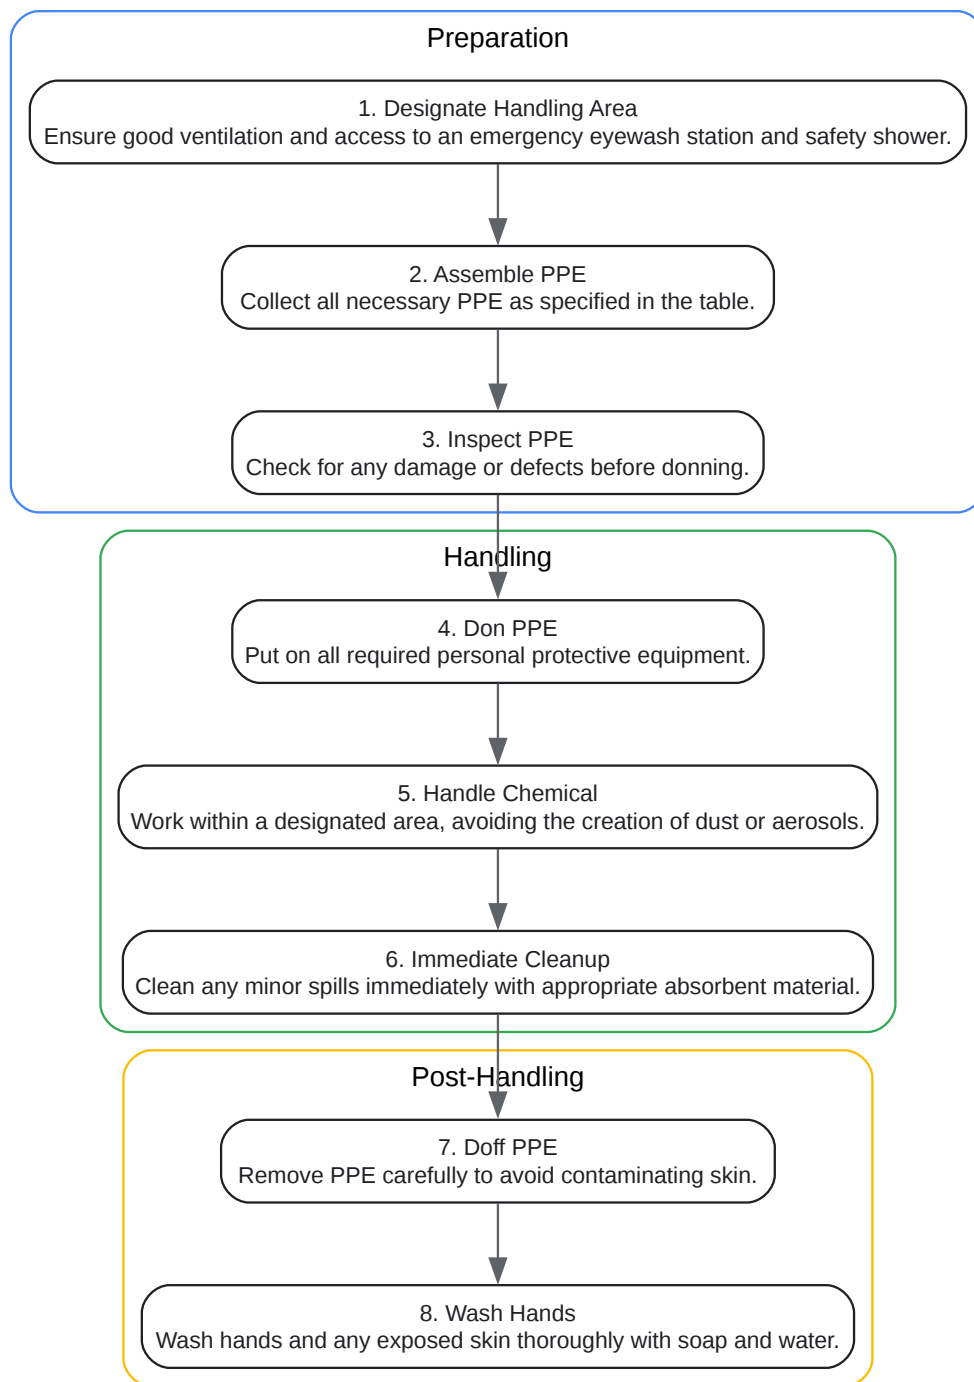 Preparation
1. Designate Handling Area
Ensure good ventilation and access to an emergency eyewash station and safety shower.
2. Assemble PPE
Collect all necessary PPE as specified in the table.
3. Inspect PPE
Check for any damage or defects before donning.
Handling
4. Don PPE
Put on all required personal protective equipment.
5. Handle Chemical
Work within a designated area, avoiding the creation of dust or aerosols.
6. Immediate Cleanup
Clean any minor spills immediately with appropriate absorbent material.
Post-Handling
7. Doff PPE
Remove PPE carefully to avoid contaminating skin.
8. Wash Hands
Wash hands and any exposed skin thoroughly with soap and water.